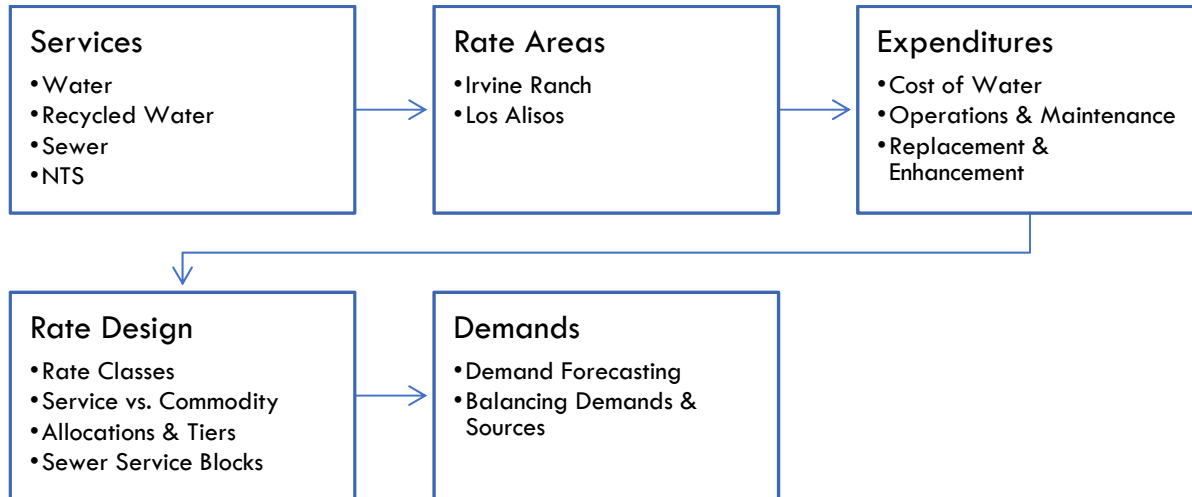 Services
•Water
•Recycled Water
•Sewer
•NTS
Rate Areas
•Irvine Ranch
•Los Alisos
Expenditures
•Cost of Water
•Operations & Maintenance
•Replacement &
Enhancement
Rate Design
•Rate Classes
•Service vs. Commodity
•Allocations & Tiers
•Sewer Service Blocks
Demands
•Demand Forecasting
•Balancing Demands &
Sources